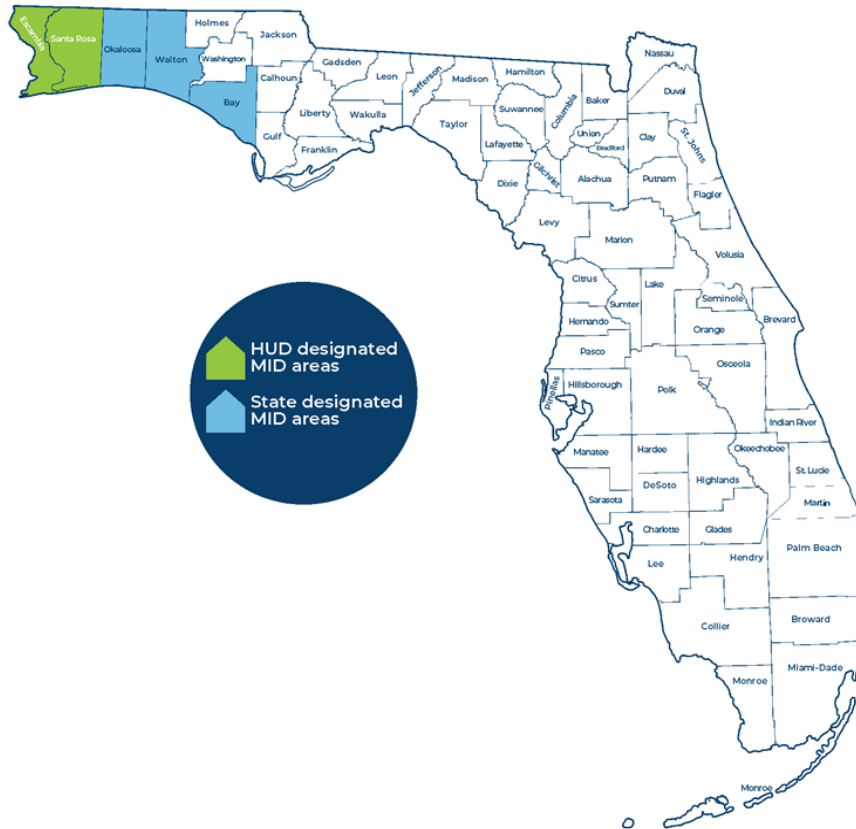 Escambia
Santa Rosa
Okaloosa
Walton
Holmes
Washington
Jackson
Bay
Calhoun
Gulf
Liberty
Franklin
Gadsden
Leon
Wakulla
Jefferson
Madison
Taylor
Hamilton
Suwannee
Lafayette
Dixie
Columbia
Gilchrist
Levy
Baker
Union
Bradford
Alachua
Nassau
Duval
Clay
St. Johns
Putnam
Flagler
Marion
Volusia
Citrus
Sumter
Lake
Seminole
Hernando
Orange
Brevard
Pasco
Osceola
Pinellas
Hillsborough
Polk
Indian River
Manatee
Hardee
Okeechobee
St. Lucie
Highlands
DeSoto
Sarasota
Martin
Charlotte
Glades
Lee
Hendry
Palm Beach
Collier
Broward
Monroe
Miami-Dade
Monroe
HUD designated
MID areas
State designated
MID areas